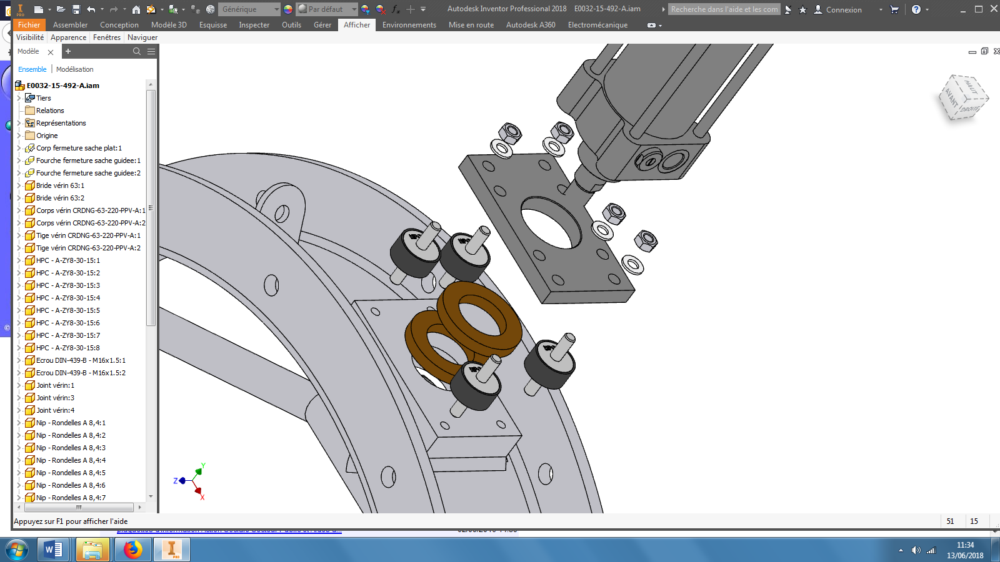 Générique
Par défaut
Autodesk Inventor Professional 2018 E0032-15-492-A.iam
Recherche dans l'aide et les com
Connexion
PRO
Fichier Assembler Conception Modèle 3D Esquisse Inspecter Outils Gérer Afficher Environnements Mise en route Autodesk A360 Electromécanique
Visibilité Apparence Fenêtres Naviguer
Modèle
Ensemble | Modélisation
E0032-15-492-A.iam
Tiers
Relations
Représentations
Origine
Corp fermeture sache plat:1
Fourche fermeture sache guidee:1
Fourche fermeture sache guidee:2
Bride vérin 63:1
Bride vérin 63:2
Corps vérin CRDNG-63-220-PPV-A:1
Corps vérin CRDNG-63-220-PPV-A:2
Tige vérin CRDNG-63-220-PPV-A:1
Tige vérin CRDNG-63-220-PPV-A:2
HPC - A-ZY8-30-15:1
HPC - A-ZY8-30-15:2
HPC - A-ZY8-30-15:3
HPC - A-ZY8-30-15:4
HPC - A-ZY8-30-15:5
HPC - A-ZY8-30-15:6
HPC - A-ZY8-30-15:7
HPC - A-ZY8-30-15:8
Ecrou DIN-439-B - M16x1.5:1
Ecrou DIN-439-B - M16x1.5:2
Joint vérin:1
Joint vérin:3
Joint vérin:4
Nip - Rondelles A 8,4:1
Nip - Rondelles A 8,4:2
Nip - Rondelles A 8,4:3
Nip - Rondelles A 8,4:4
Nip - Rondelles A 8,4:5
Nip - Rondelles A 8,4:6
Nip - Rondelles A 8,4:7
HAUT
AVANT
DROITE
Y
Z
X
Appuyez sur F1 pour afficher l'aide
51 15
11:34
13/06/2018